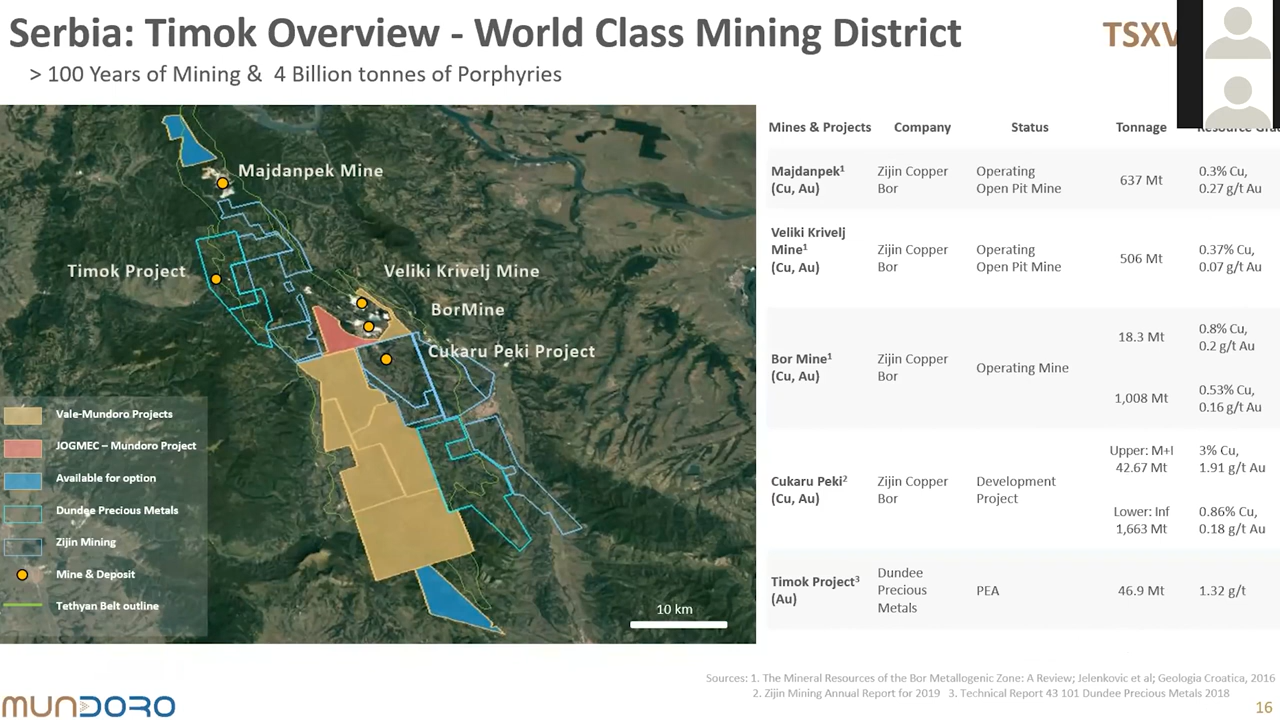 Serbia: Timok Overview - World Class Mining District
TSXV
> 100 Years of Mining & 4 Billion tonnes of Porphyries
Majdanpek Mine
Timok Project
Veliki Krivelj Mine
BorMine
Cukaru Peki Project
Vale-Mundoro Projects
JOGMEC – Mundoro Project
Available for option
Dundee Precious Metals
Zijin Mining
Mine & Deposit
Tethyan Belt outline
10 km
Mines & Projects Company Status Tonnage
Majdanpek¹ Zijin Copper Operating 637 Mt 0.3% Cu,
(Cu, Au) Bor Open Pit Mine 0.27 g/t Au
Veliki Krivelj
Mine¹ Zijin Copper Operating 506 Mt 0.37% Cu,
(Cu, Au) Bor Open Pit Mine 0.07 g/t Au
18.3 Mt 0.8% Cu,
0.2 g/t Au
Bor Mine¹ Zijin Copper Operating Mine
(Cu, Au) Bor
1,008 Mt 0.53% Cu,
0.16 g/t Au
Upper: M+I 3% Cu,
42.67 Mt 1.91 g/t Au
Cukaru Peki² Zijin Copper Development
(Cu, Au) Bor Project
Lower: Inf 0.86% Cu,
1,663 Mt 0.18 g/t Au
Timok Project³ Dundee PEA 46.9 Mt 1.32 g/t
(Au) Precious
Metals
Sources: 1. The Mineral Resources of the Bor Metallogenic Zone: A Review; Jelenkovic et al; Geologia Croatica, 2016
2. Zijin Mining Annual Report for 2019 3. Technical Report 43 101 Dundee Precious Metals 2018
MUNDORO
16